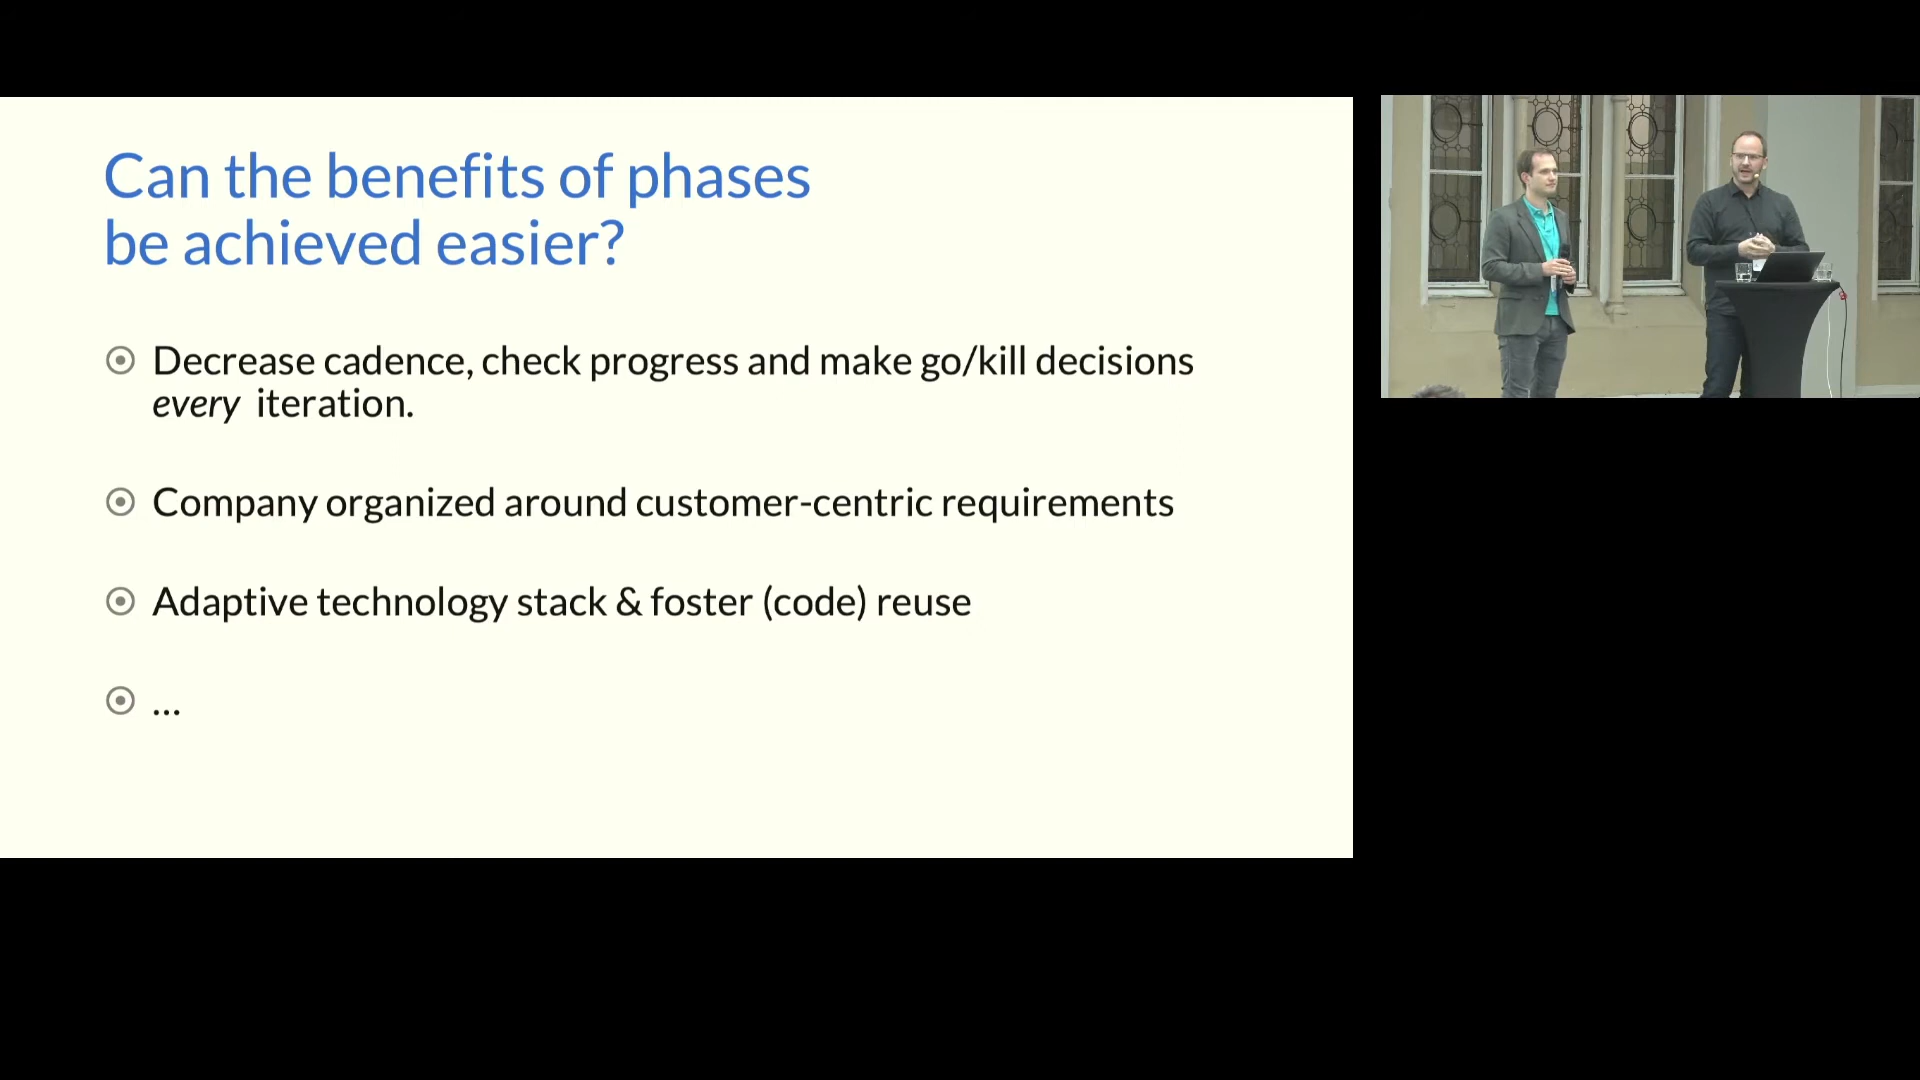 Can the benefits of phases
be achieved easier?
Decrease cadence, check progress and make go/kill decisions
every iteration.
Company organized around customer-centric requirements
Adaptive technology stack & foster (code) reuse
...